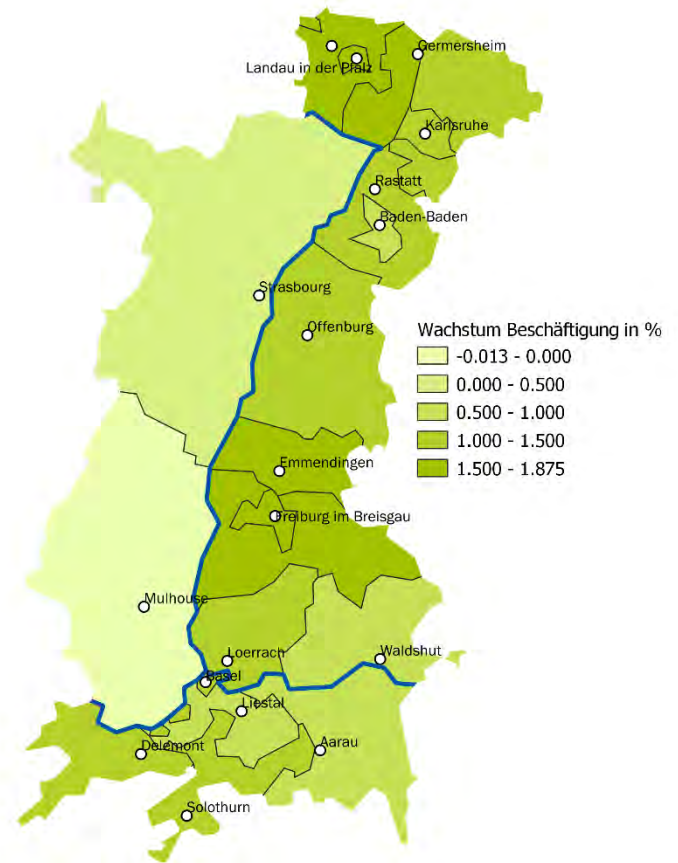 Germersheim
Landau in der Pfalz
Karlsruhe
Rastatt
Baden-Baden
Strasbourg
Offenburg
Wachstum Beschäftigung in %
-0.013 - 0.000
0.000 - 0.500
0.500 - 1.000
1.000 - 1.500
1.500 - 1.875
Emmendingen
Freiburg im Breisgau
Mulhouse
Loerrach
Waldshut
Basel
Liestal
Delemont
Aarau
Solothurn